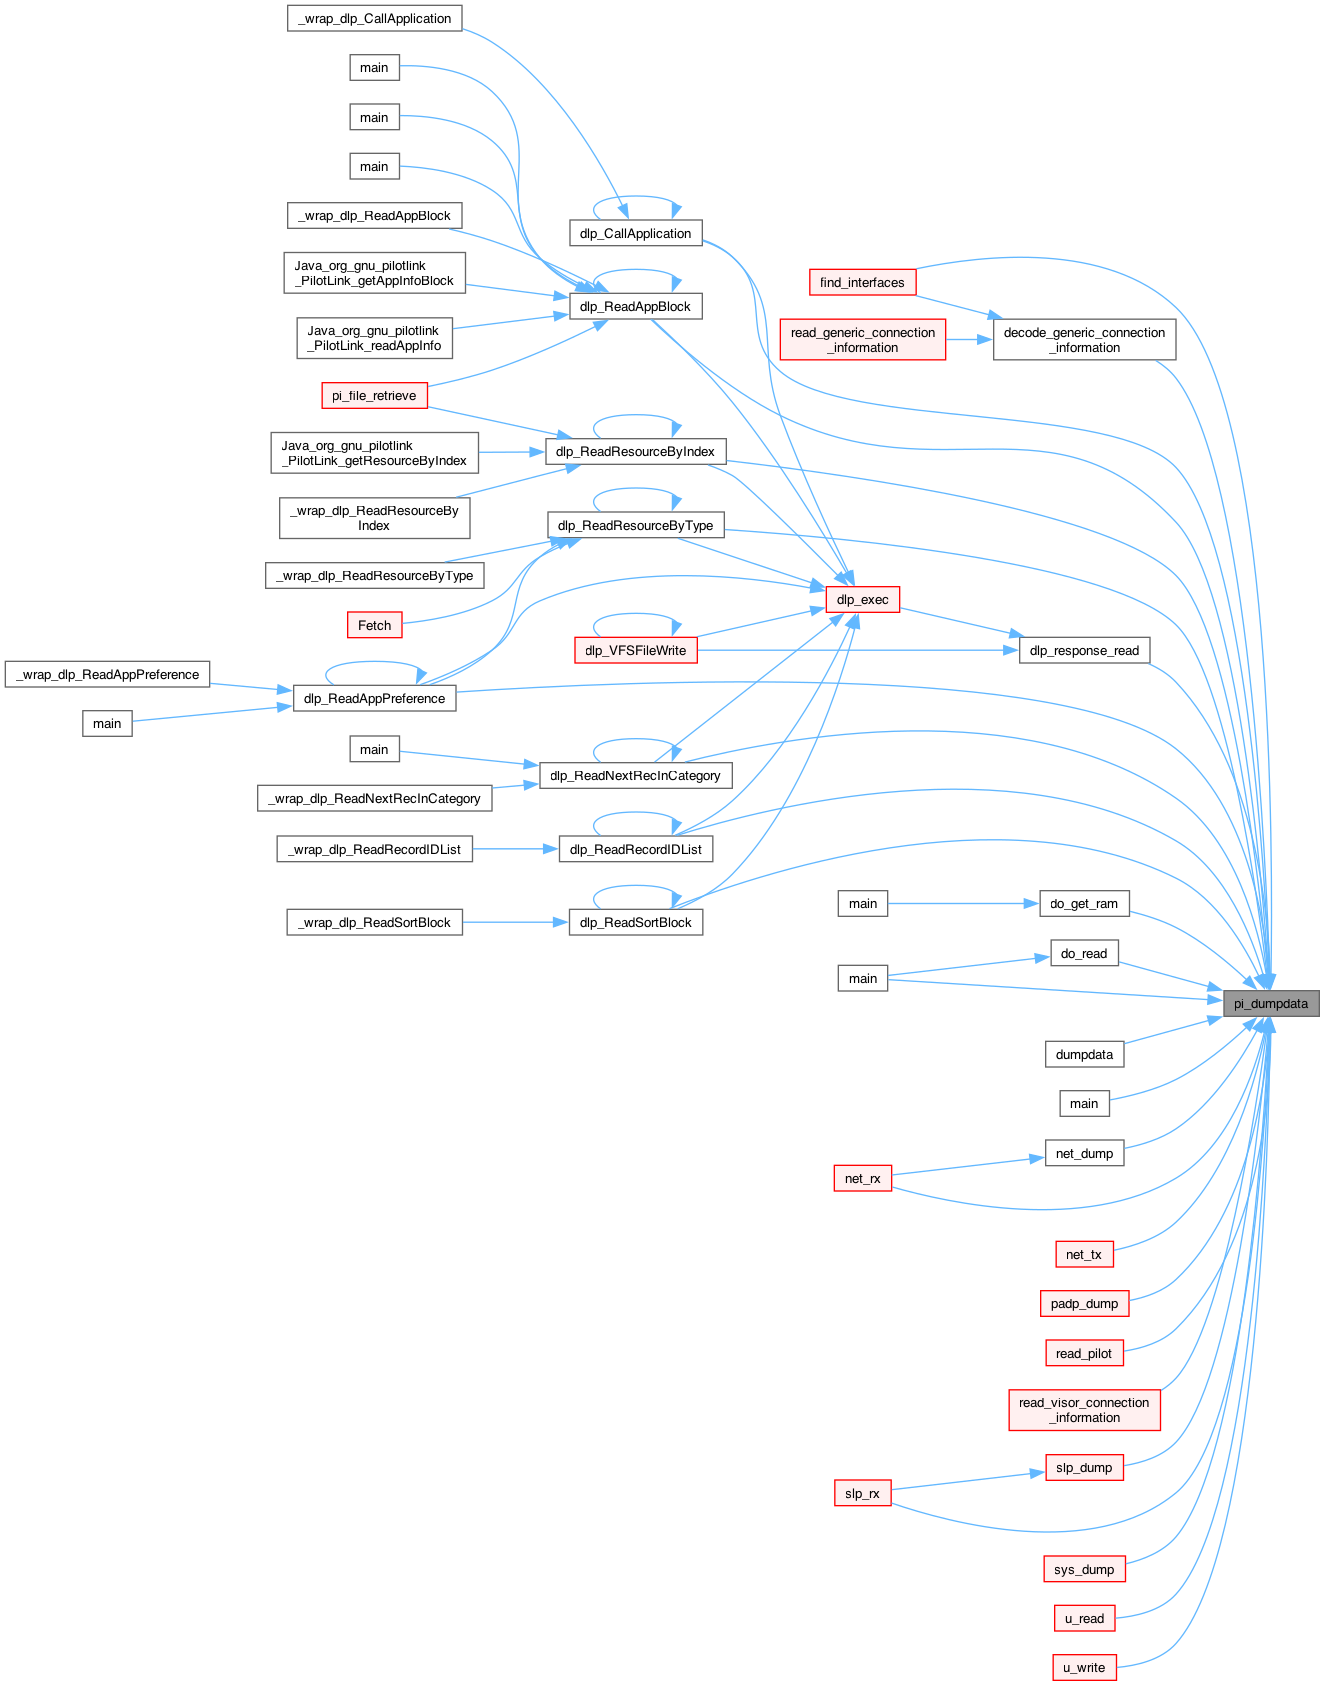 _wrap_dlp_CallApplication
main
main
main
_wrap_dlp_ReadAppBlock
dlp_CallApplication
Java_org_gnu_pilotlink
_PilotLink_getAppInfoBlock
find_interfaces
dlp_ReadAppBlock
Java_org_gnu_pilotlink
_PilotLink_readAppInfo
read_generic_connection
_information
decode_generic_connection
_information
pi_file_retrieve
Java_org_gnu_pilotlink
_PilotLink_getResourceByIndex
dlp_ReadResourceByIndex
_wrap_dlp_ReadResourceBy
Index
dlp_ReadResourceByType
_wrap_dlp_ReadResourceByType
dlp_exec
Fetch
dlp_VFSFileWrite
dlp_response_read
_wrap_dlp_ReadAppPreference
dlp_ReadAppPreference
main
main
dlp_ReadNextRecInCategory
_wrap_dlp_ReadNextRecInCategory
_wrap_dlp_ReadRecordIDList
dlp_ReadRecordIDList
_wrap_dlp_ReadSortBlock
dlp_ReadSortBlock
main
do_get_ram
do_read
main
pi_dumpdata
dumpdata
main
net_dump
net_rx
net_tx
padp_dump
read_pilot
read_visor_connection
_information
slp_dump
slp_rx
sys_dump
u_read
u_write